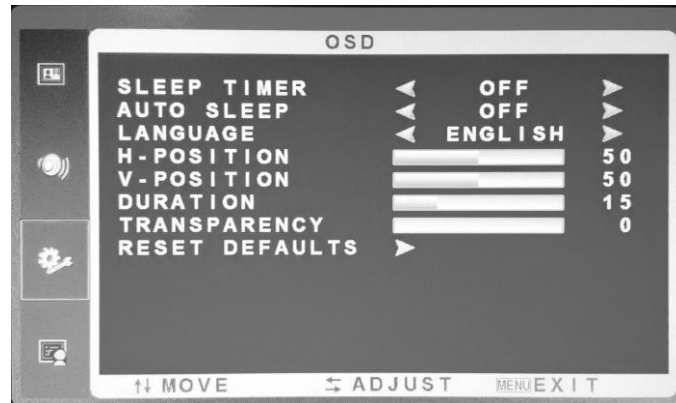 OSD
SLEEP TIMER OFF
AUTO SLEEP OFF
LANGUAGE ENGLISH
H-POSITION 50
V-POSITION 50
DURATION 15
TRANSPARENCY 0
RESET DEFAULTS
MOVE ADJUST MENU EXIT